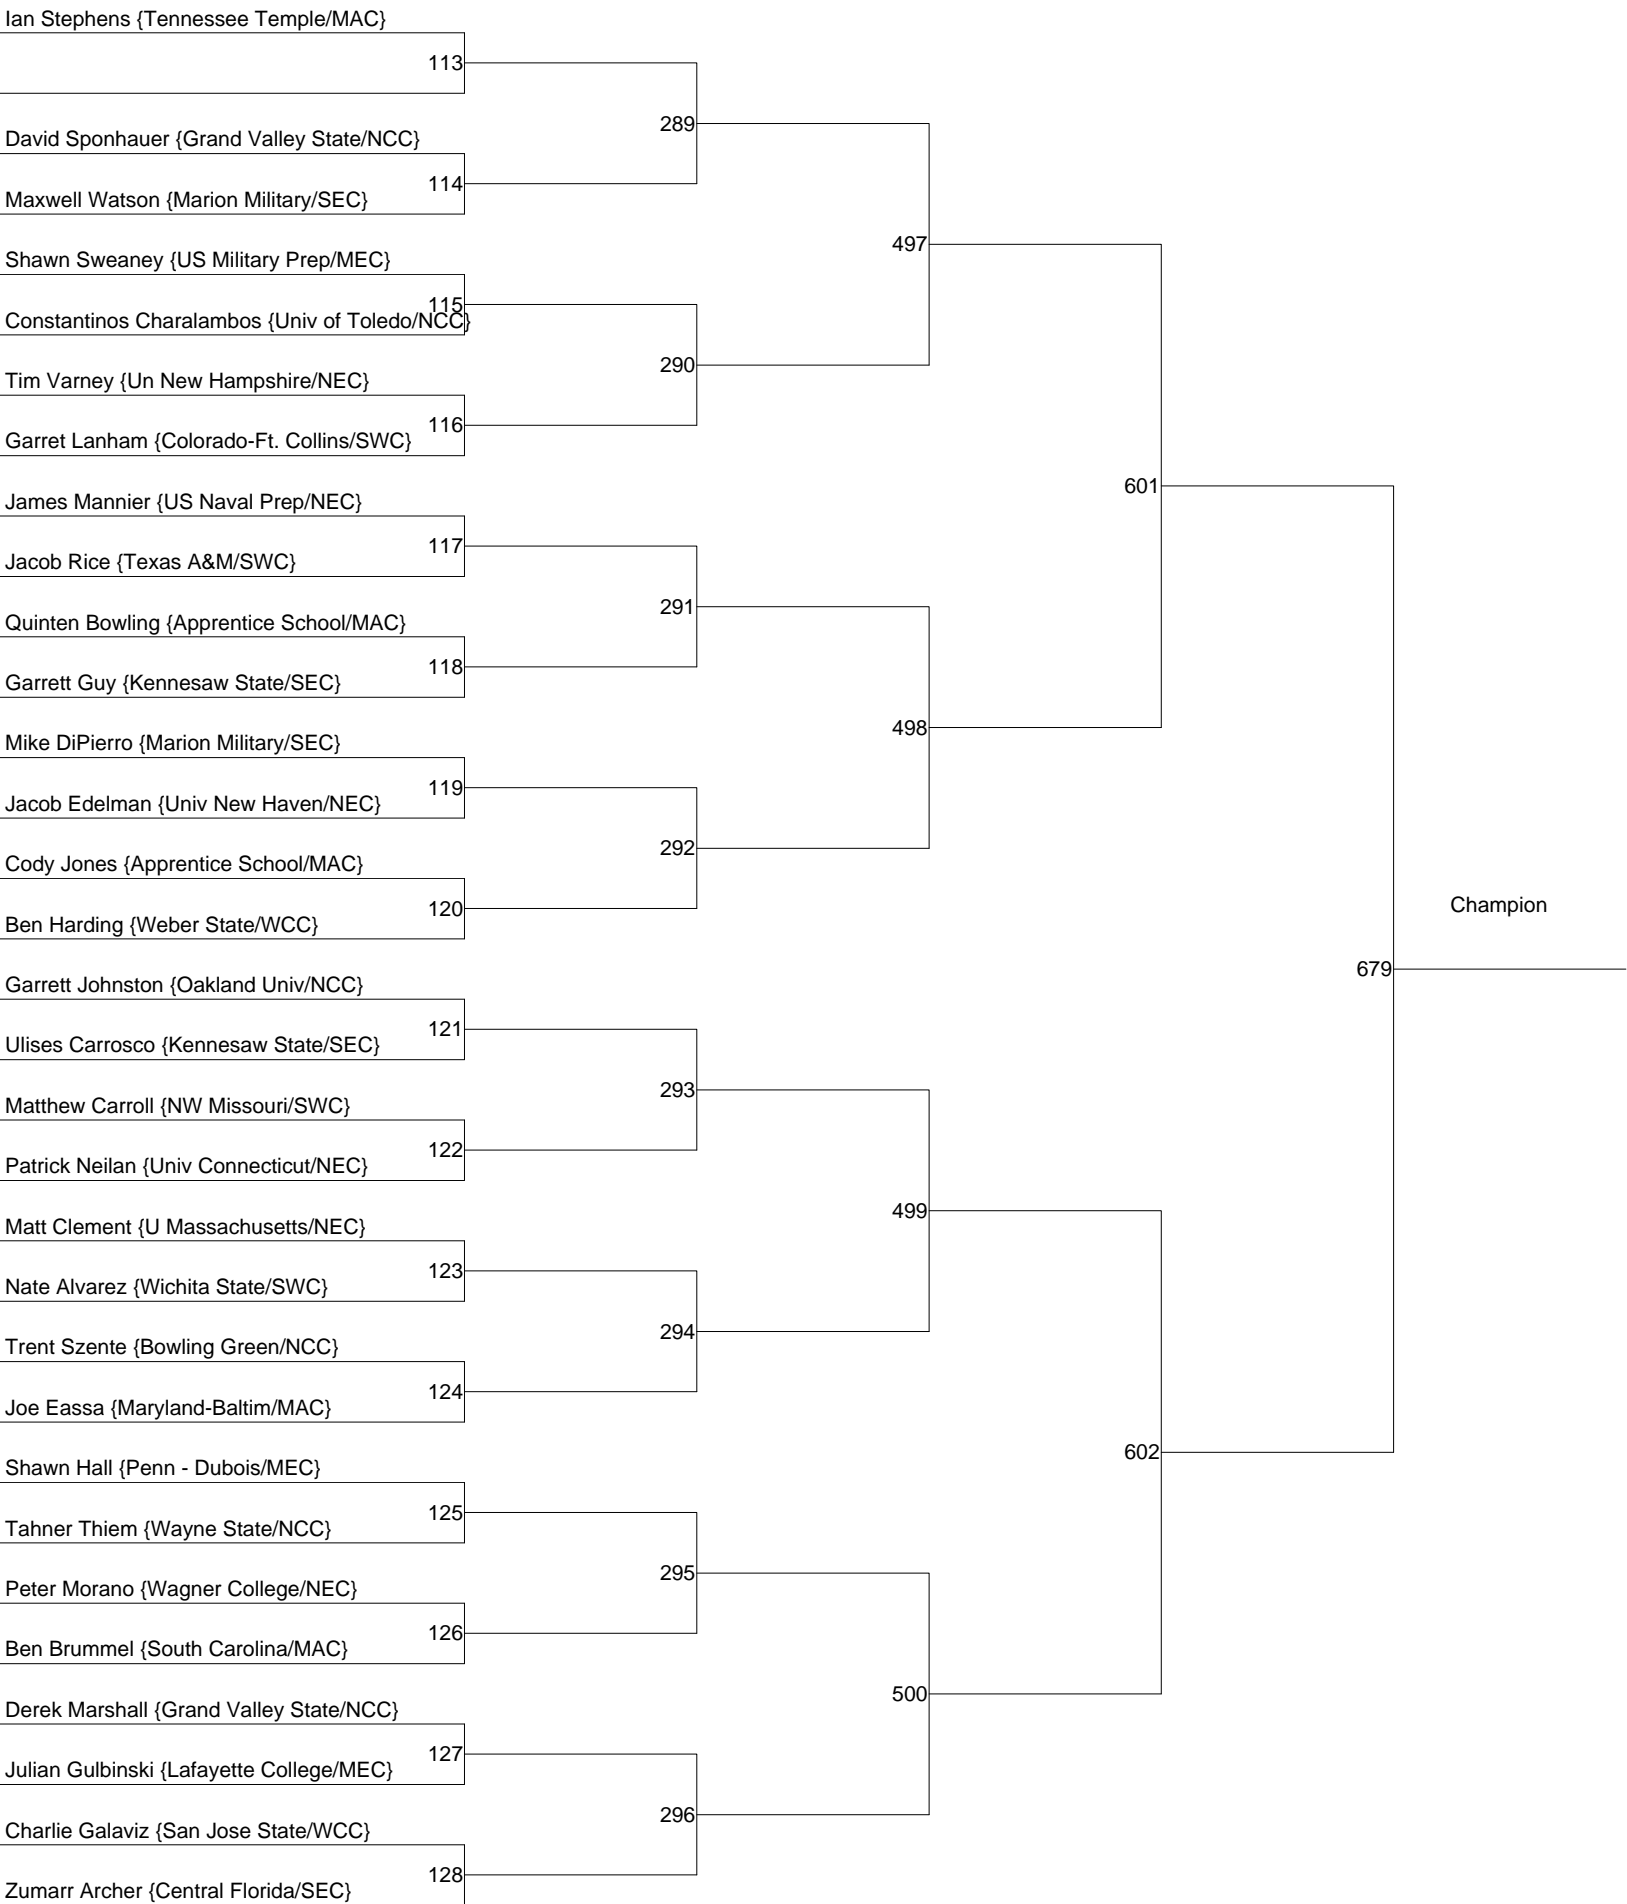 Ian Stephens {Tennessee Temple/MAC}
113
289
David Sponhauer {Grand Valley State/NCC}
114
Maxwell Watson {Marion Military/SEC}
497
Shawn Sweaney {US Military Prep/MEC}
115
Constantinos Charalambos {Univ of Toledo/NCC}
290
Tim Varney {Un New Hampshire/NEC}
116
Garret Lanham {Colorado-Ft. Collins/SWC}
601
James Mannier {US Naval Prep/NEC}
117
Jacob Rice {Texas A&M/SWC}
291
Quinten Bowling {Apprentice School/MAC}
118
Garrett Guy {Kennesaw State/SEC}
498
Mike DiPierro {Marion Military/SEC}
119
Jacob Edelman {Univ New Haven/NEC}
292
Cody Jones {Apprentice School/MAC}
120
Ben Harding {Weber State/WCC}
Champion
679
Garrett Johnston {Oakland Univ/NCC}
121
Ulises Carrosco {Kennesaw State/SEC}
293
Matthew Carroll {NW Missouri/SWC}
122
Patrick Neilan {Univ Connecticut/NEC}
499
Matt Clement {U Massachusetts/NEC}
123
Nate Alvarez {Wichita State/SWC}
294
Trent Szente {Bowling Green/NCC}
124
Joe Eassa {Maryland-Baltim/MAC}
602
Shawn Hall {Penn - Dubois/MEC}
125
Tahner Thiem {Wayne State/NCC}
295
Peter Morano {Wagner College/NEC}
126
Ben Brummel {South Carolina/MAC}
500
Derek Marshall {Grand Valley State/NCC}
127
Julian Gulbinski {Lafayette College/MEC}
296
Charlie Galaviz {San Jose State/WCC}
128
Zumarr Archer {Central Florida/SEC}